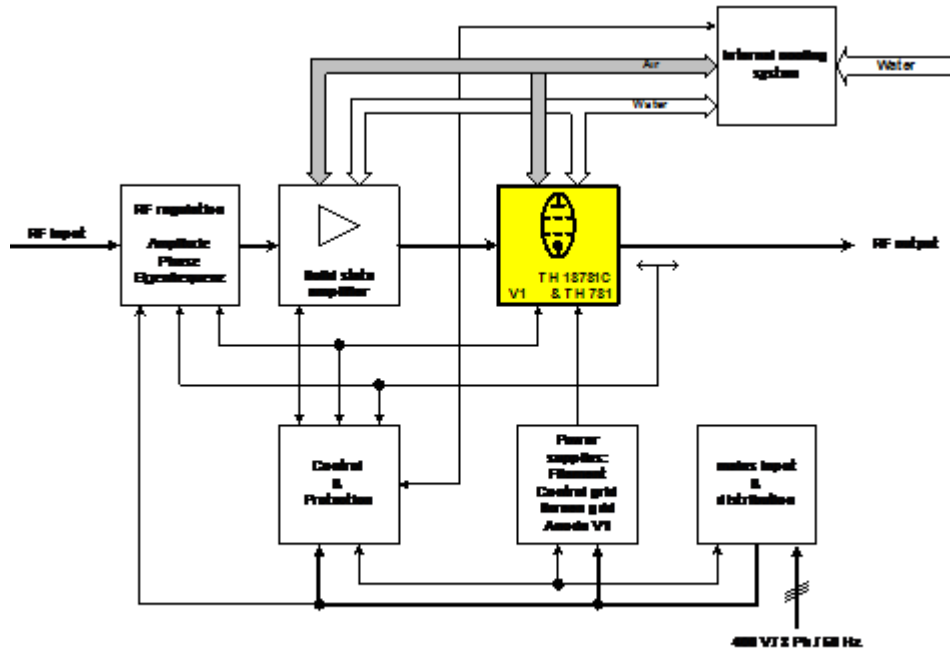 Internal cooling
system
Air
Water
Water
RF regulation
Amplitude
Phase
Eigenfrequenz
RF input
Solid state
amplifier
TH 18781C
V1 & TH 781
RF output
Control
&
Protection
Power
supplies:
Filament
Control grid
Screen grid
Anode V1
mains input
&
distribution
400 V / 3 Ph / 50 Hz